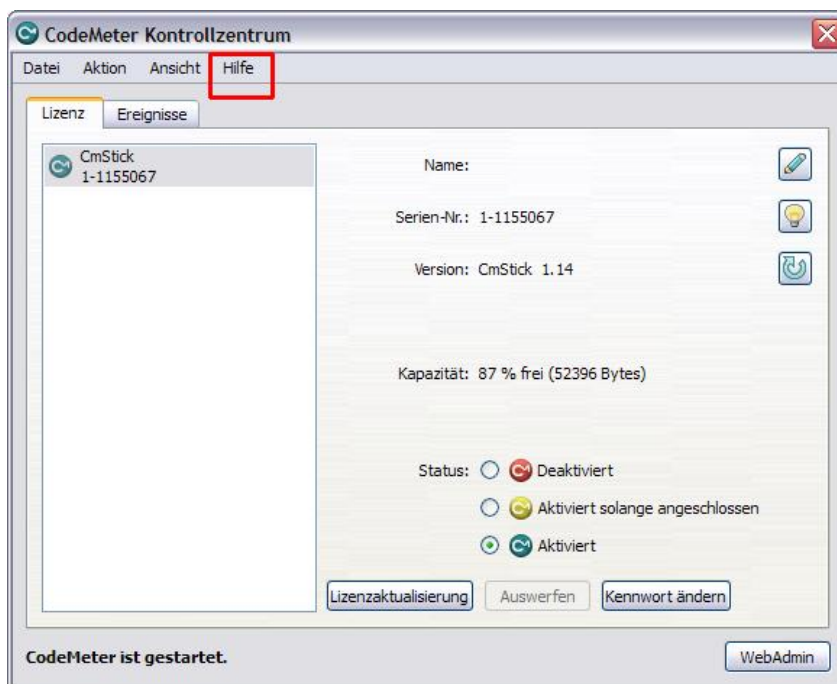 CodeMeter Kontrollzentrum
Datei Aktion Ansicht Hilfe
Lizenz Ereignisse
CmStick
1-1155067
Name:
Serien-Nr.: 1-1155067
Version: CmStick 1.14
Kapazität: 87 % frei (52396 Bytes)
Status: Deaktiviert
Aktiviert solange angeschlossen
Aktiviert
Lizenzaktualisierung Auswerfen Kennwort ändern
CodeMeter ist gestartet. WebAdmin